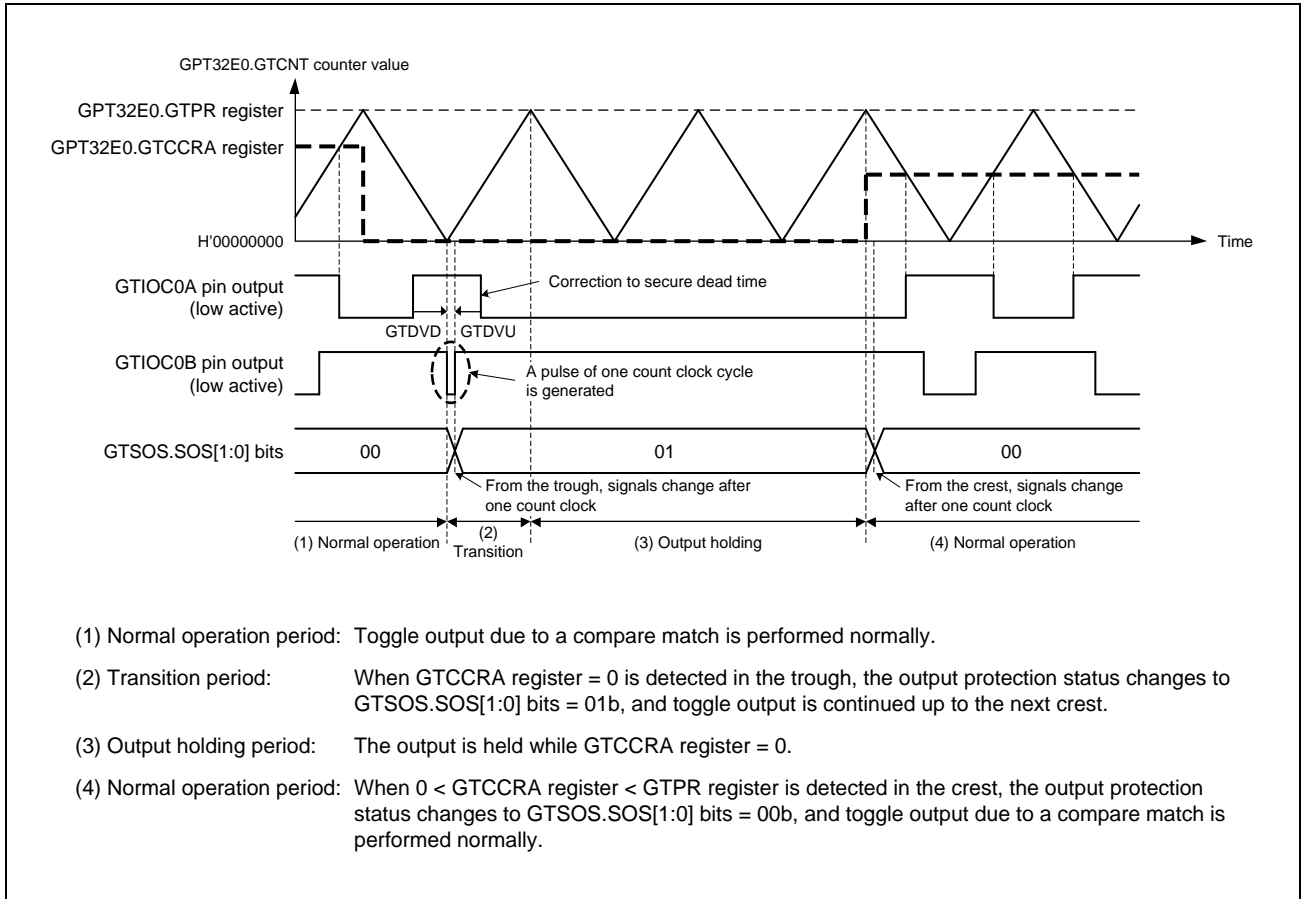 GPT32E0.GTCNT counter value
GPT32E0.GTPR register
GPT32E0.GTCCRA register
H'00000000
Time
GTIOC0A pin output
(low active)
Correction to secure dead time
GTDVD
GTDVU
GTIOC0B pin output
(low active)
A pulse of one count clock cycle
is generated
GTSOS.SOS[1:0] bits
00
01
00
From the trough, signals change after
one count clock
From the crest, signals change
after one count clock
(1) Normal operation
(2)
Transition
(3) Output holding
(4) Normal operation
(1) Normal operation period: Toggle output due to a compare match is performed normally.
(2) Transition period: When GTCCRA register = 0 is detected in the trough, the output protection status changes to
GTSOS.SOS[1:0] bits = 01b, and toggle output is continued up to the next crest.
(3) Output holding period: The output is held while GTCCRA register = 0.
(4) Normal operation period: When 0 < GTCCRA register < GTPR register is detected in the crest, the output protection
status changes to GTSOS.SOS[1:0] bits = 00b, and toggle output due to a compare match is
performed normally.